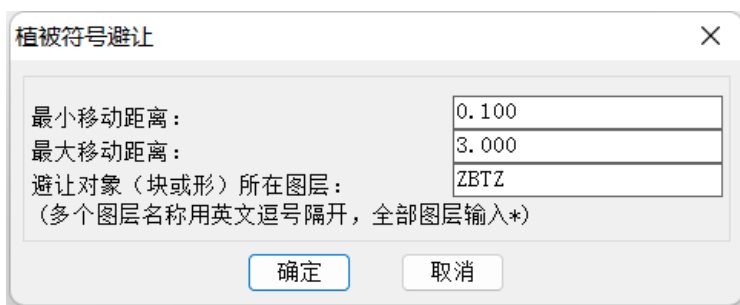 植被符号避让
最小移动距离： 0.100
最大移动距离： 3.000
避让对象（块或形）所在图层： ZBTZ
(多个图层名称用英文逗号隔开，全部图层输入*)
确定 取消